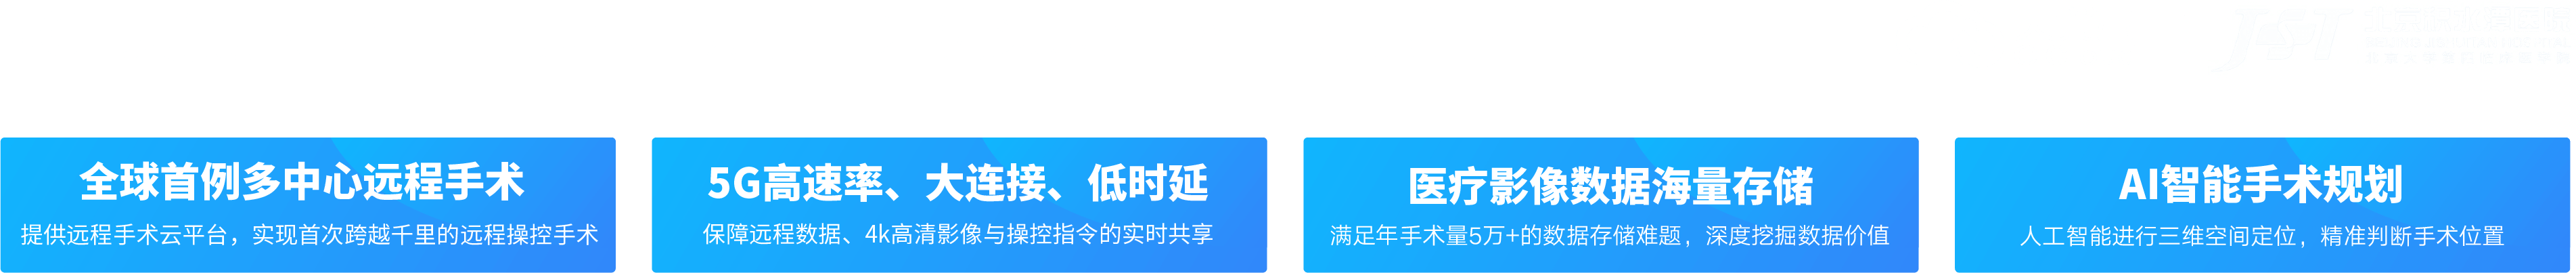 全球首例多中心远程手术
提供远程手术云平台，实现首次跨越千里的远程操控手术
5G高速率、大连接、低时延
保障远程数据、4k高清影像与操控指令的实时共享
医疗影像数据海量存储
满足年手术量5万+的数据存储难题，深度挖掘数据价值
AI智能手术规划
人工智能进行三维空间定位，精准判断手术位置